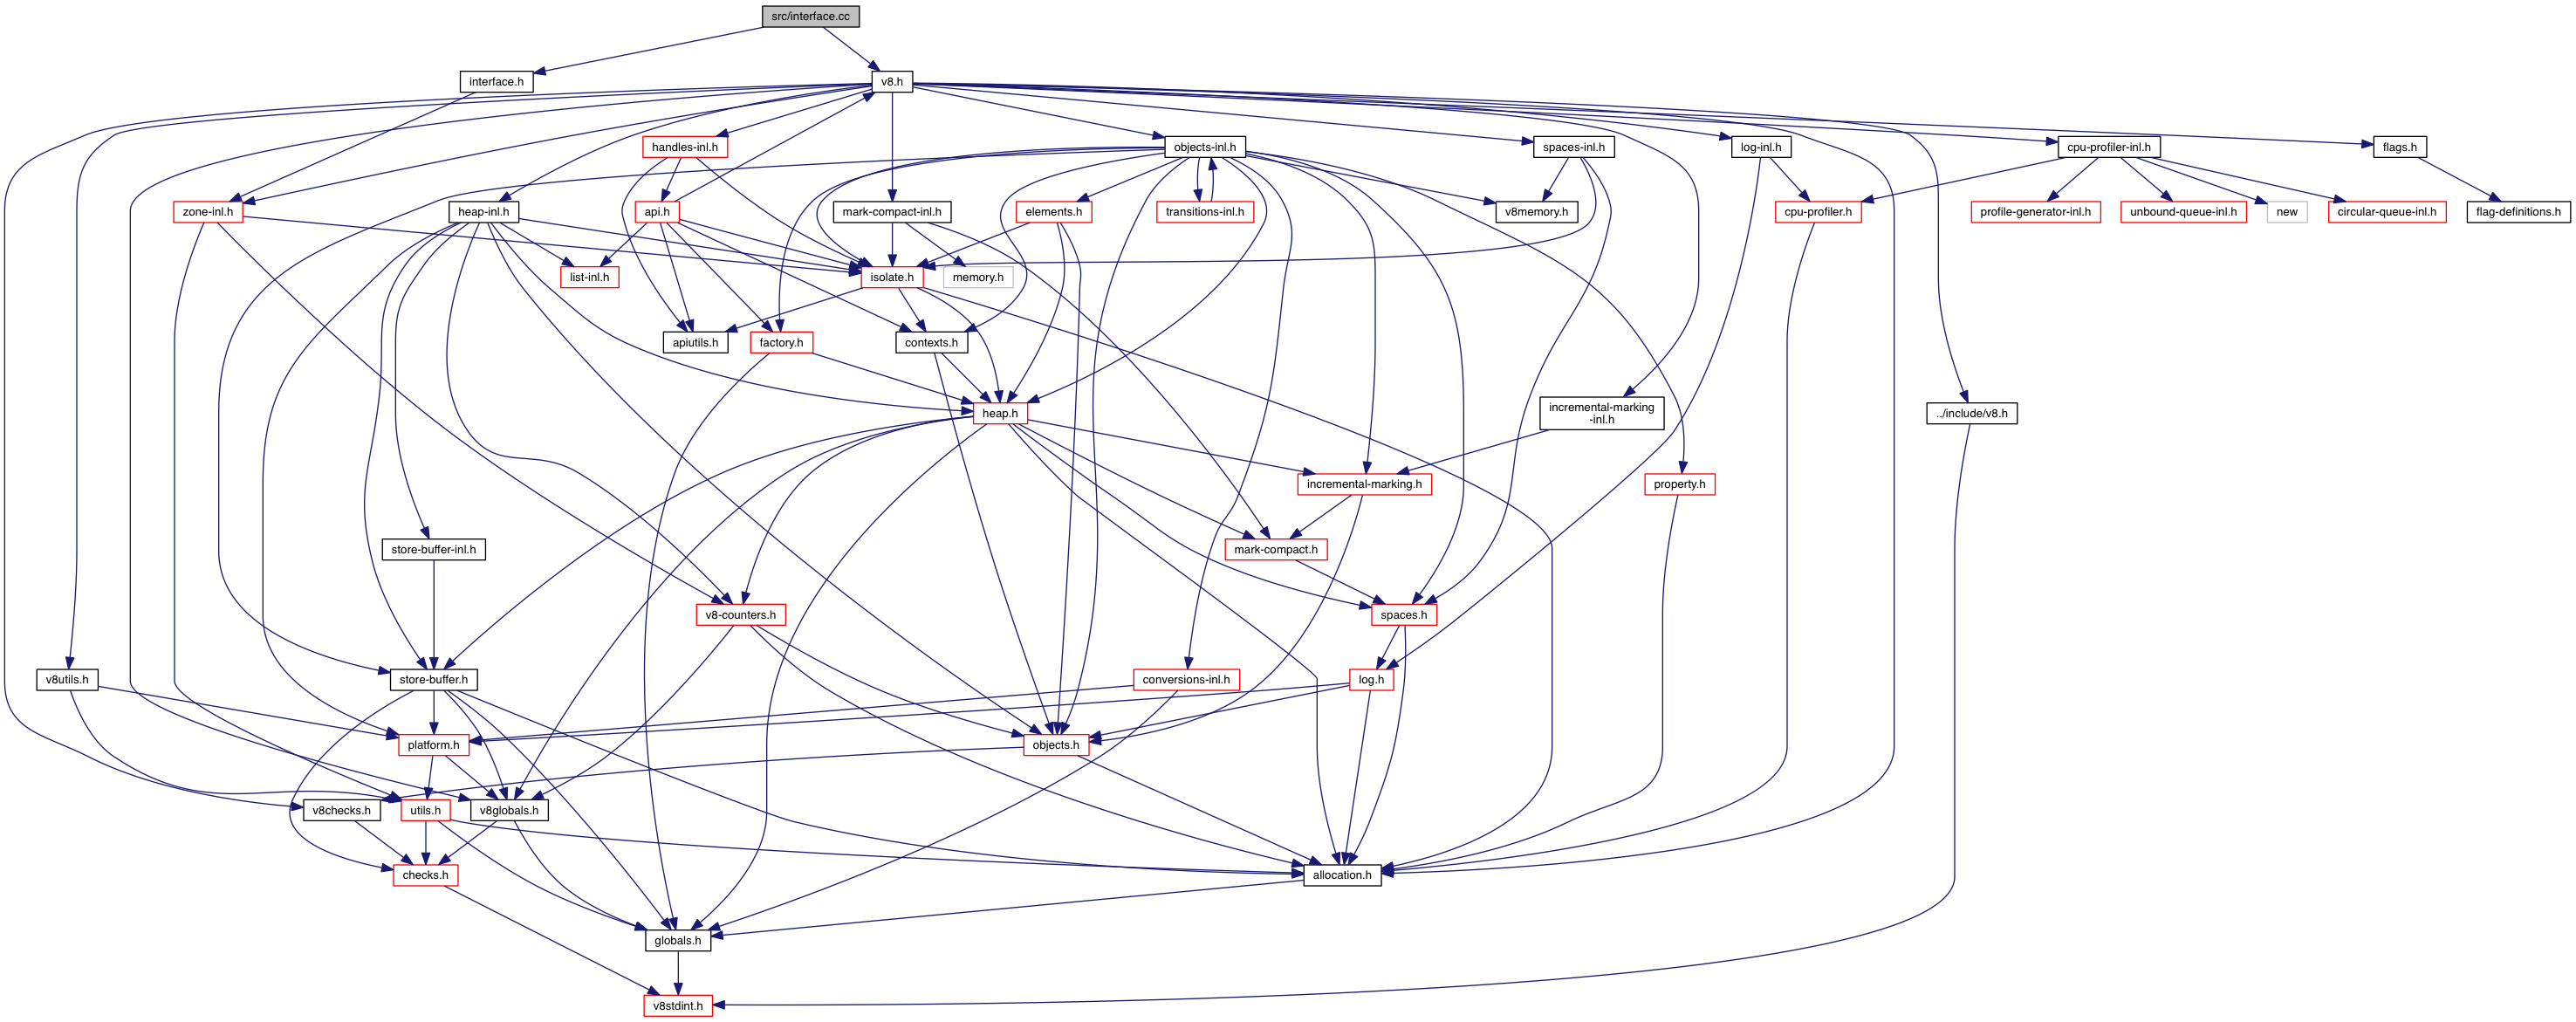 src/interface.cc
interface.h
v8.h
handles-inl.h
objects-inl.h
spaces-inl.h
log-inl.h
cpu-profiler-inl.h
flags.h
zone-inl.h
heap-inl.h
api.h
mark-compact-inl.h
elements.h
transitions-inl.h
v8memory.h
cpu-profiler.h
profile-generator-inl.h
unbound-queue-inl.h
new
circular-queue-inl.h
flag-definitions.h
list-inl.h
isolate.h
memory.h
apiutils.h
factory.h
contexts.h
heap.h
incremental-marking
-inl.h
../include/v8.h
incremental-marking.h
property.h
store-buffer-inl.h
mark-compact.h
v8-counters.h
spaces.h
v8utils.h
store-buffer.h
conversions-inl.h
log.h
platform.h
objects.h
v8checks.h
utils.h
v8globals.h
checks.h
allocation.h
globals.h
v8stdint.h